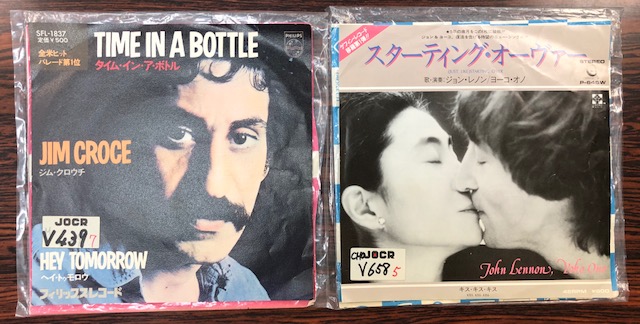 SFL-1837
定価 ¥500
PHILIPS
全米ヒット
パレード第1位
TIME IN A BOTTLE
タイム・イン・ア・ボトル
JIM CROCE
ジム・クロウチ
JOCR
V439 7
HEY TOMORROW
ヘイ・トゥモロウ
フィリップスレコード
スターティング・オーヴァー
STEREO
P-645W
歌・演奏:ジョン・レノン/ヨーコ・オノ
JOCR
V658 5
John Lennon, Yoko Ono
キス・キス・キス